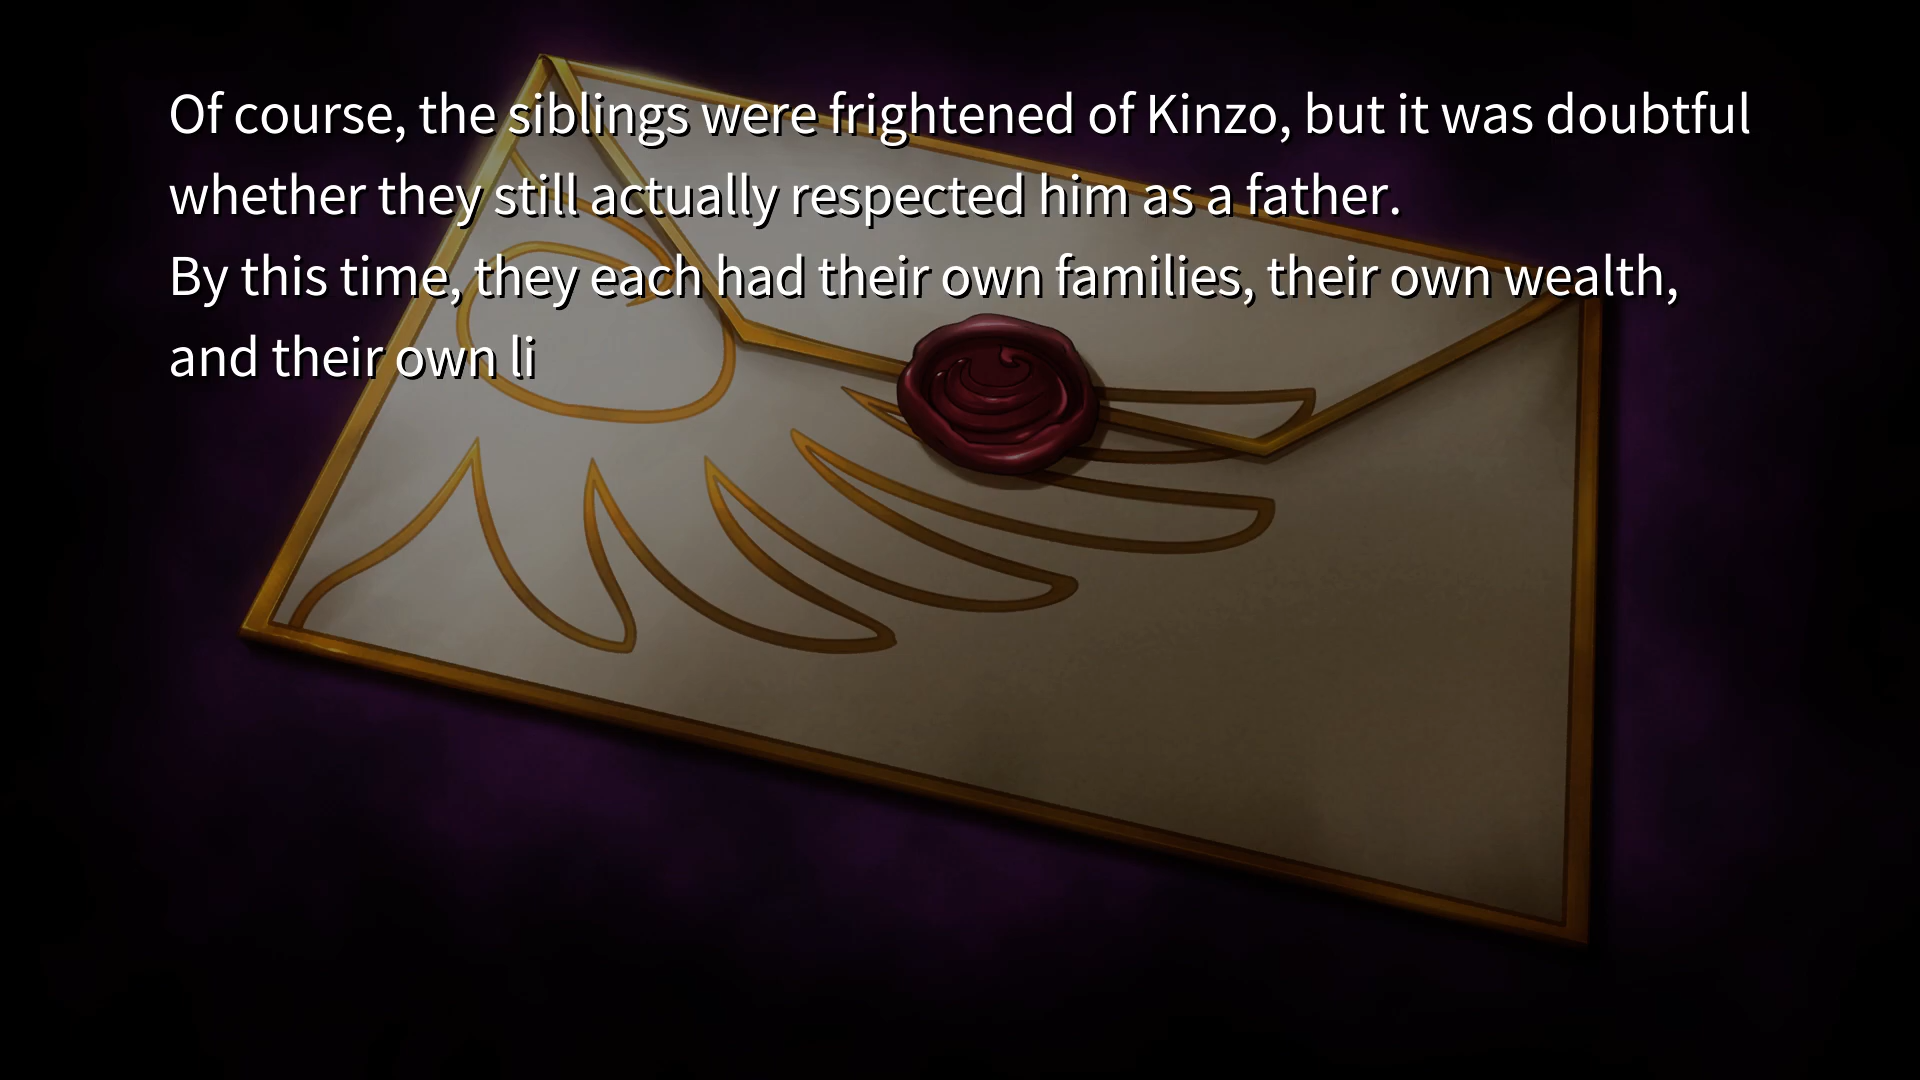 Of course, the siblings were frightened of Kinzo, but it was doubtful
whether they still actually respected him as a father.
By this time, they each had their own families, their own wealth,
and their own li